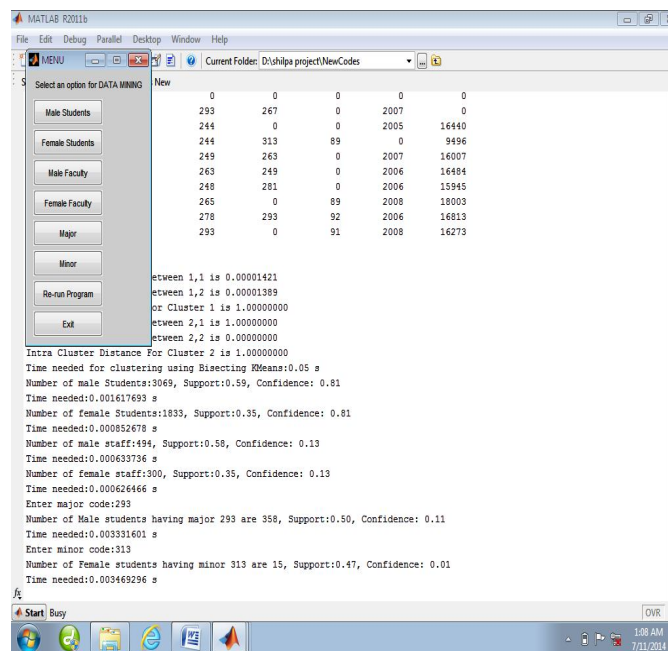 MATLAB R2011b
File Edit Debug Parallel Desktop Window Help
Current Folder: D:\shilpa project\NewCodes
New
MENU
Select an option for DATA MINING
Male Students
Female Students
Male Faculty
Female Faculty
Major
Minor
Re-run Program
Exit
0 0 0 0 0
293 267 0 2007 0
244 0 0 2005 16440
244 313 89 0 9496
249 263 0 2007 16007
263 249 0 2006 16484
248 281 0 2006 15945
265 0 89 2008 18003
278 293 92 2006 16813
293 0 91 2008 16273
etween 1,1 is 0.00001421
etween 1,2 is 0.00001389
or Cluster 1 is 1.00000000
etween 2,1 is 1.00000000
etween 2,2 is 0.00000000
Intra Cluster Distance For Cluster 2 is 1.00000000
Time needed for clustering using Bisecting KMeans:0.05 s
Number of male Students:3069, Support:0.59, Confidence: 0.81
Time needed:0.001617693 s
Number of female Students:1833, Support:0.35, Confidence: 0.81
Time needed:0.000852678 s
Number of male staff:494, Support:0.58, Confidence: 0.13
Time needed:0.000633736 s
Number of female staff:300, Support:0.35, Confidence: 0.13
Time needed:0.000626466 s
Enter major code:293
Number of Male students having major 293 are 358, Support:0.50, Confidence: 0.11
Time needed:0.003331601 s
Enter minor code:313
Number of Female students having minor 313 are 15, Support:0.47, Confidence: 0.01
Time needed:0.003469296 s
fx
Start Busy
OVR
1:08 AM
7/11/2014